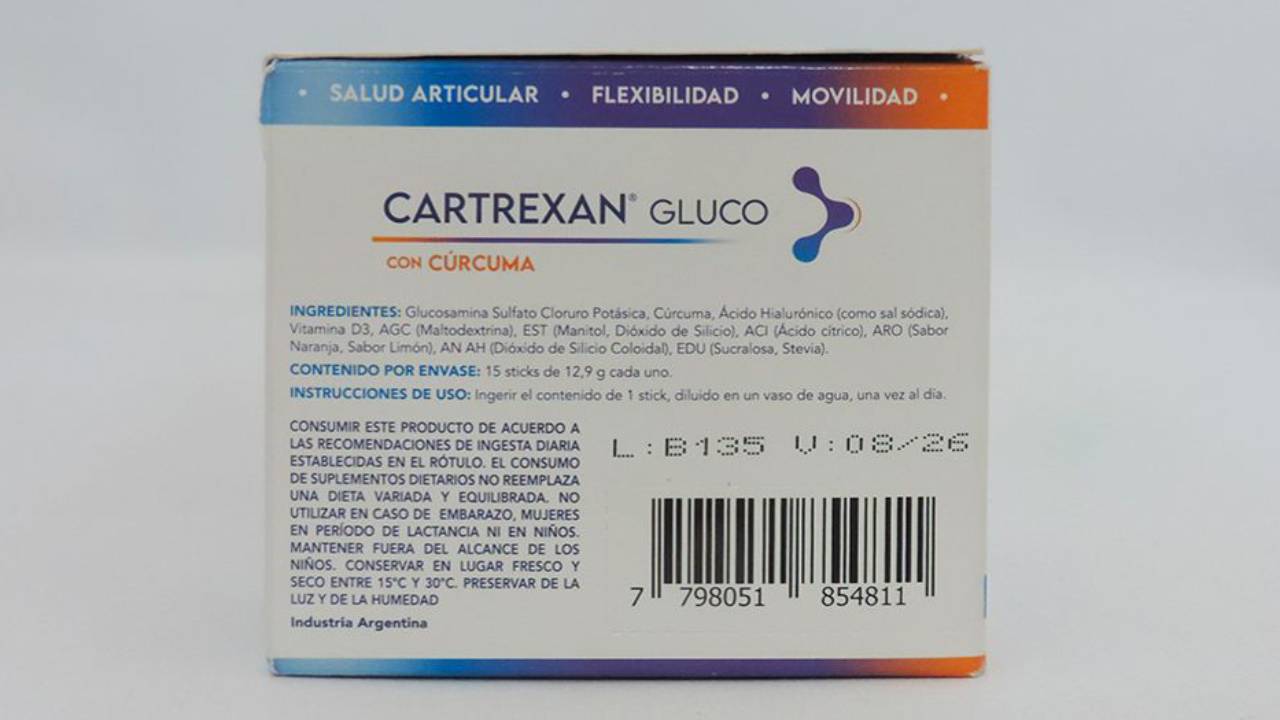 • SALUD ARTICULAR • FLEXIBILIDAD • MOVILIDAD •
CARTREXAN® GLUCO
CON CÚRCUMA
INGREDIENTES: Glucosamina Sulfato Cloruro Potásica, Cúrcuma, Ácido Hialurónico (como sal sódica),
Vitamina D3, AGC (Maltodextrina), EST (Manitol, Dióxido de Silicio), ACI (Ácido cítrico), ARO (Sabor
Naranja, Sabor Limón), AN AH (Dióxido de Silicio Coloidal), EDU (Sucralosa, Stevia).
CONTENIDO POR ENVASE: 15 sticks de 12,9 g cada uno.
INSTRUCCIONES DE USO: Ingerir el contenido de 1 stick, diluido en un vaso de agua, una vez al día.
CONSUMIR ESTE PRODUCTO DE ACUERDO A
LAS RECOMENDACIONES DE INGESTA DIARIA
ESTABLECIDAS EN EL RÓTULO. EL CONSUMO
DE SUPLEMENTOS DIETARIOS NO REEMPLAZA
UNA DIETA VARIADA Y EQUILIBRADA. NO
UTILIZAR EN CASO DE EMBARAZO, MUJERES
EN PERÍODO DE LACTANCIA NI EN NIÑOS.
MANTENER FUERA DEL ALCANCE DE LOS
NIÑOS. CONSERVAR EN LUGAR FRESCO Y
SECO ENTRE 15°C Y 30°C. PRESERVAR DE LA
LUZ Y DE LA HUMEDAD
Industria Argentina
L:B135 V:08/26
7 798051 854811